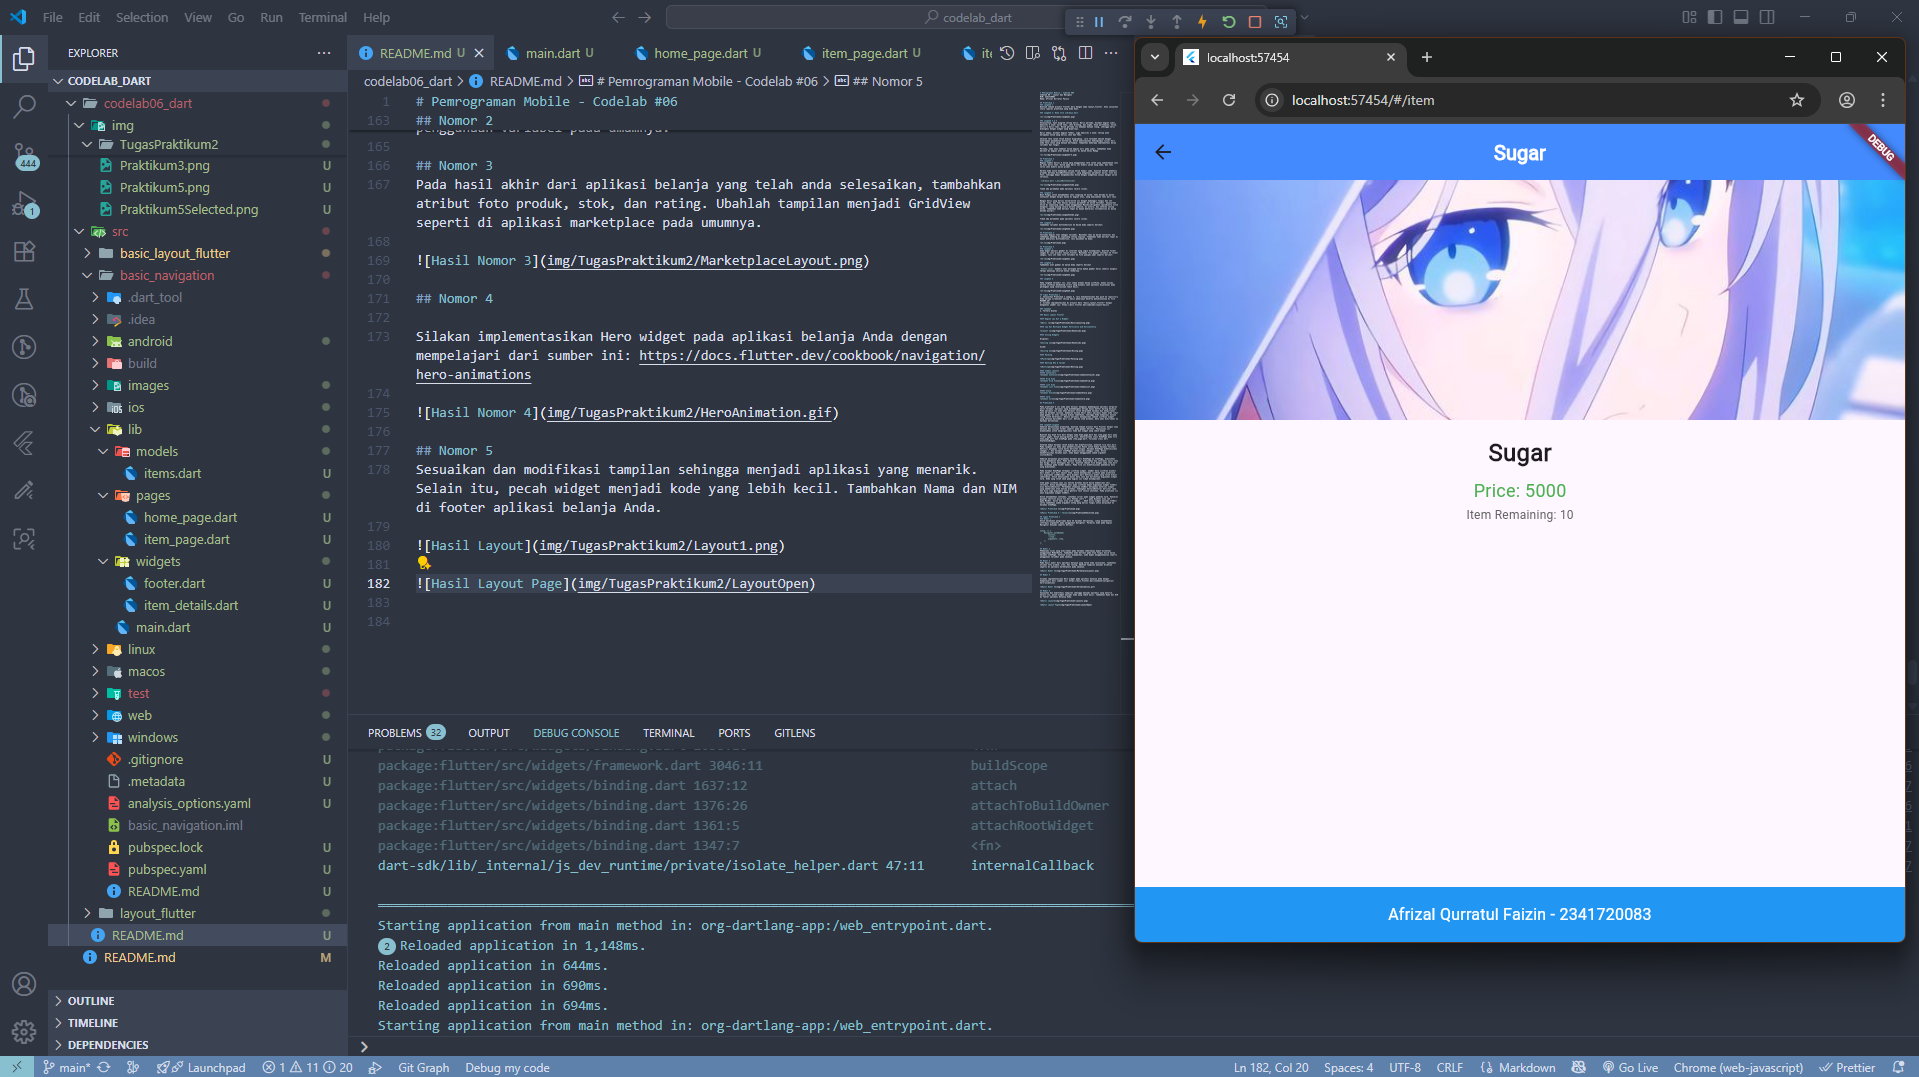 File Edit Selection View Go Run Terminal Help
codelab_dart
EXPLORER
CODELAB_DART
codelab06_dart
img
TugasPraktikum2
Praktikum3.png U
Praktikum5.png U
Praktikum5Selected.png U
src
basic_layout_flutter
basic_navigation
.dart_tool
.idea
android
build
images
ios
lib
models
items.dart U
pages
home_page.dart U
item_page.dart U
widgets
footer.dart U
item_details.dart U
main.dart U
linux
macos
test
web
windows
.gitignore U
.metadata U
analysis_options.yaml U
basic_navigation.iml
pubspec.lock U
pubspec.yaml U
README.md U
layout_flutter
README.md U
README.md M
OUTLINE
TIMELINE
DEPENDENCIES
444
1
README.md U
main.dart U
home_page.dart U
item_page.dart U
codelab06_dart > README.md > # Pemrograman Mobile - Codelab #06 > ## Nomor 5
1 # Pemrograman Mobile - Codelab #06
163 ## Nomor 2
penggunaan variabel pada umumnya.
165
166 ## Nomor 3
167 Pada hasil akhir dari aplikasi belanja yang telah anda selesaikan, tambahkan
atribut foto produk, stok, dan rating. Ubahlah tampilan menjadi GridView
seperti di aplikasi marketplace pada umumnya.
168
169 ![Hasil Nomor 3](img/TugasPraktikum2/MarketplaceLayout.png)
170
171 ## Nomor 4
172
173 Silakan implementasikan Hero widget pada aplikasi belanja Anda dengan
mempelajari dari sumber ini: https://docs.flutter.dev/cookbook/navigation/
hero-animations
174
175 ![Hasil Nomor 4](img/TugasPraktikum2/HeroAnimation.gif)
176
177 ## Nomor 5
178 Sesuaikan dan modifikasi tampilan sehingga menjadi aplikasi yang menarik.
Selain itu, pecah widget menjadi kode yang lebih kecil. Tambahkan Nama dan NIM
di footer aplikasi belanja Anda.
179
180 ![Hasil Layout](img/TugasPraktikum2/Layout1.png)
181
182 ![Hasil Layout Page](img/TugasPraktikum2/LayoutOpen)
183
184
PROBLEMS 32 OUTPUT DEBUG CONSOLE TERMINAL PORTS GITLENS
package:flutter/src/widgets/framework.dart 3046:11 buildScope
package:flutter/src/widgets/binding.dart 1637:12 attach
package:flutter/src/widgets/binding.dart 1376:26 attachToBuildOwner
package:flutter/src/widgets/binding.dart 1361:5 attachRootWidget
package:flutter/src/widgets/binding.dart 1347:7 <fn>
dart-sdk/lib/_internal/js_dev_runtime/private/isolate_helper.dart 47:11 internalCallback
Starting application from main method in: org-dartlang-app:/web_entrypoint.dart.
2 Reloaded application in 1,148ms.
Reloaded application in 644ms.
Reloaded application in 690ms.
Reloaded application in 694ms.
Starting application from main method in: org-dartlang-app:/web_entrypoint.dart.
localhost:57454
localhost:57454/#/item
Sugar
DEBUG
Sugar
Price: 5000
Item Remaining: 10
Afrizal Qurratul Faizin - 2341720083
main* Launchpad 1 11 20 Git Graph Debug my code Ln 182, Col 20 Spaces: 4 UTF-8 CRLF Markdown Go Live Chrome (web-javascript) Prettier